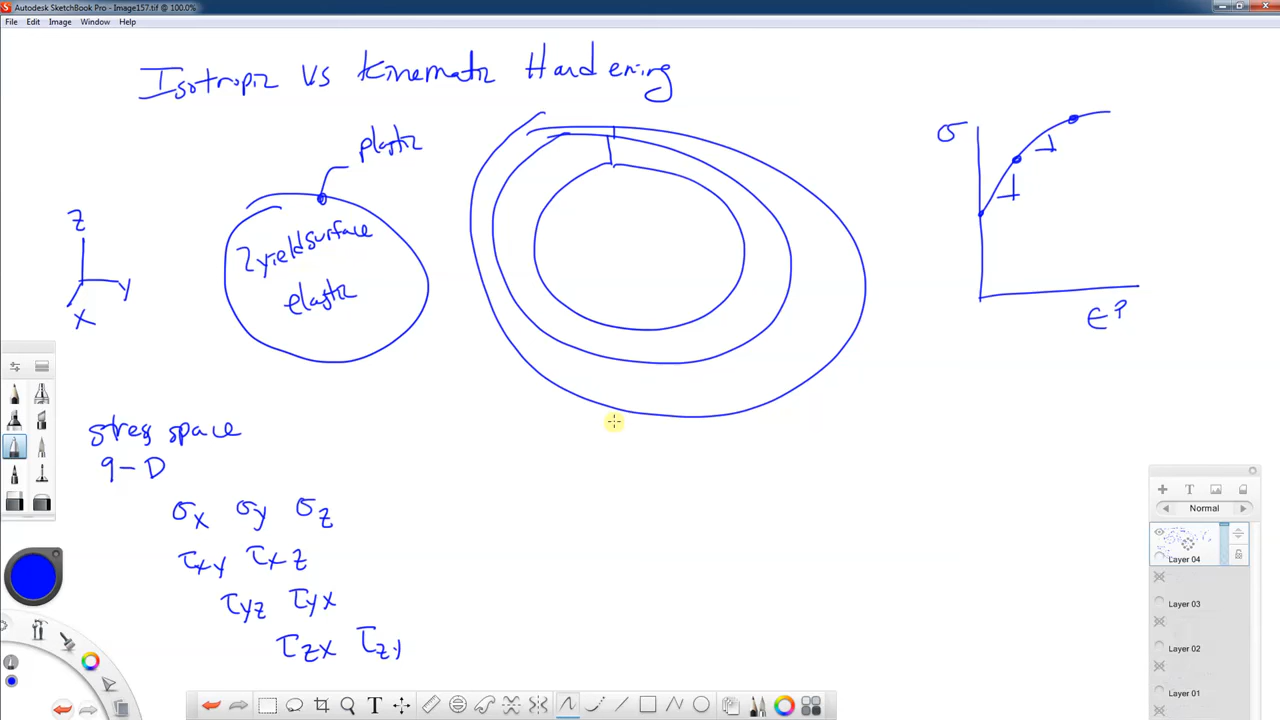 Autodesk SketchBook Pro - Image157.tif @ 100.0%
File Edit Image Window Help
Isotropic vs Kinematic Hardening
plastic
σ
yield surface
elastic
Z
Y
X
ϵP
stress space
9-D
σx σy σz
τxy τxz
τyz τyx
τzx τzy
Normal
Layer 04
Layer 03
Layer 02
Layer 01